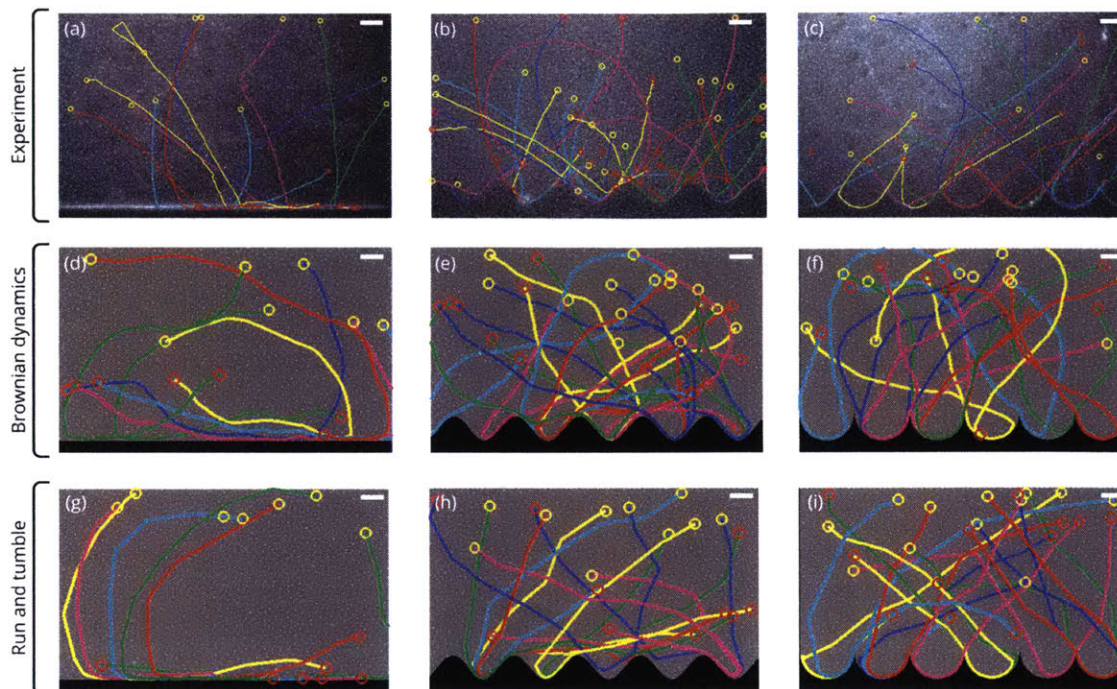 Experiment
(a)
(b)
(c)
Brownian dynamics
(d)
(e)
(f)
Run and tumble
(g)
(h)
(i)